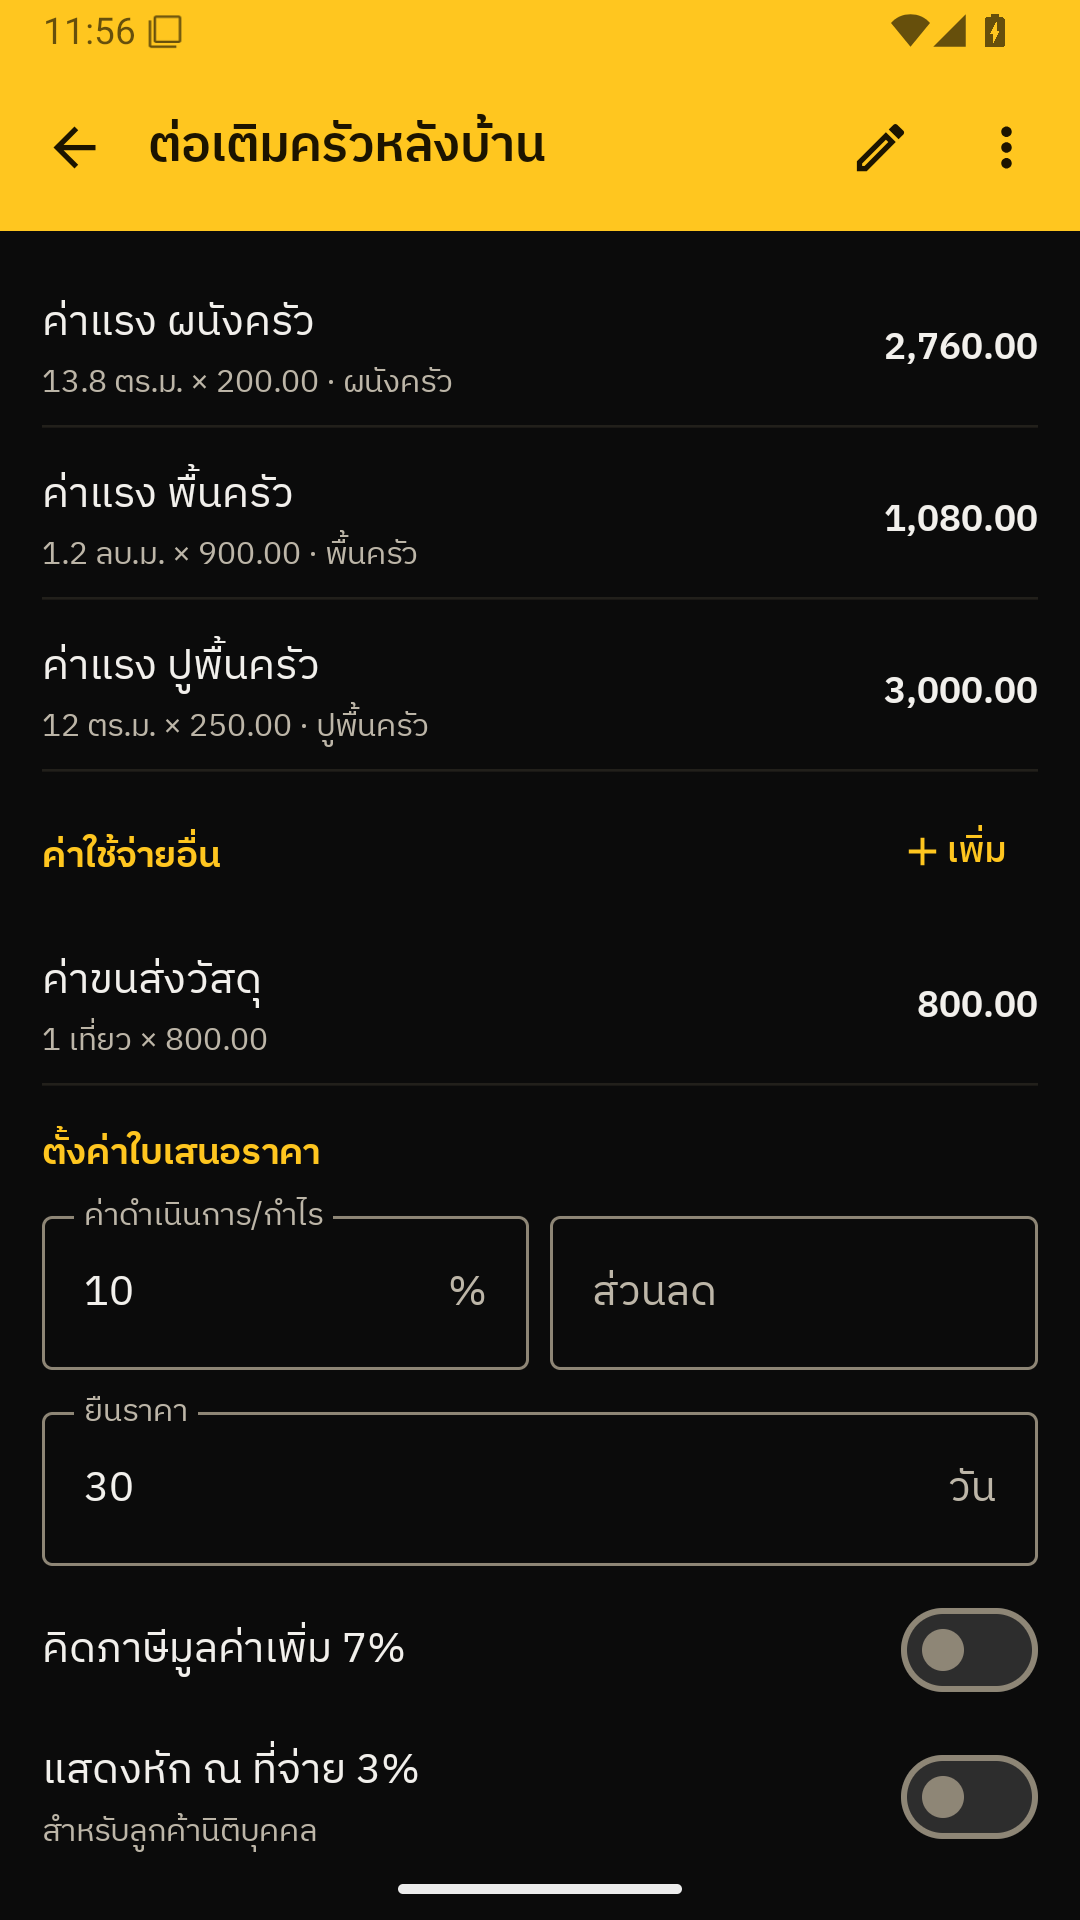 11:56
ต่อเติมครัวหลังบ้าน
ค่าแรง ผนังครัว
2,760.00
13.8 ตร.ม. × 200.00 · ผนังครัว
ค่าแรง พื้นครัว
1,080.00
1.2 ลบ.ม. × 900.00 · พื้นครัว
ค่าแรง ปูพื้นครัว
3,000.00
12 ตร.ม. × 250.00 · ปูพื้นครัว
ค่าใช้จ่ายอื่น
+ เพิ่ม
ค่าขนส่งวัสดุ
800.00
1 เที่ยว × 800.00
ตั้งค่าใบเสนอราคา
ค่าดำเนินการ/กำไร
10 %
ส่วนลด
ยืนราคา
30 วัน
คิดภาษีมูลค่าเพิ่ม 7%
แสดงหัก ณ ที่จ่าย 3%
สำหรับลูกค้านิติบุคคล